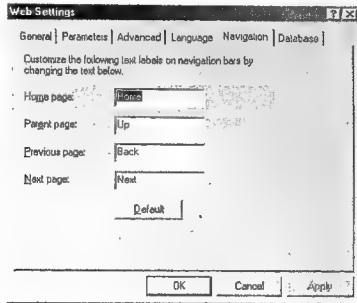 Web Settings
General Parameters Advanced Language Navigation Database
Customize the following text labels on navigation bars by
changing the text below.
Home page: Home
Parent page: Up
Previous page: Back
Next page: Next
Default
OK Cancel Apply